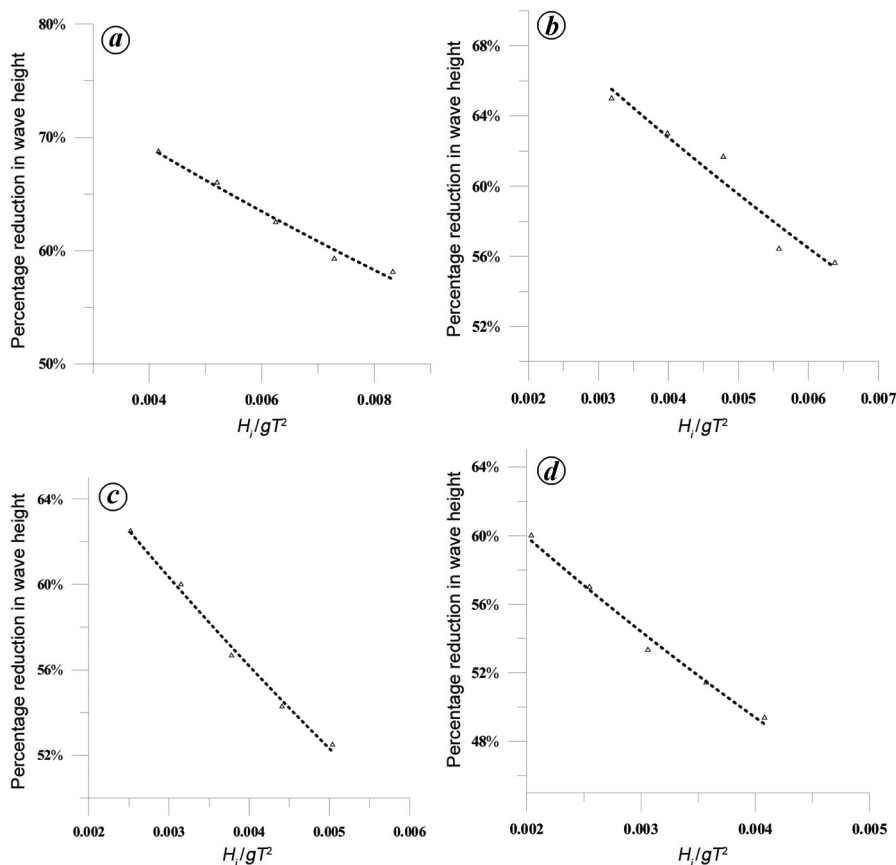 a
Percentage reduction in wave height
80%
70%
60%
50%
0.004 0.006 0.008
Hᵢ/gT²
b
Percentage reduction in wave height
68%
64%
60%
56%
52%
0.002 0.003 0.004 0.005 0.006 0.007
Hᵢ/gT²
c
Percentage reduction in wave height
64%
60%
56%
52%
0.002 0.003 0.004 0.005 0.006
Hᵢ/gT²
d
Percentage reduction in wave height
64%
60%
56%
52%
48%
0.002 0.003 0.004 0.005
Hᵢ/gT²